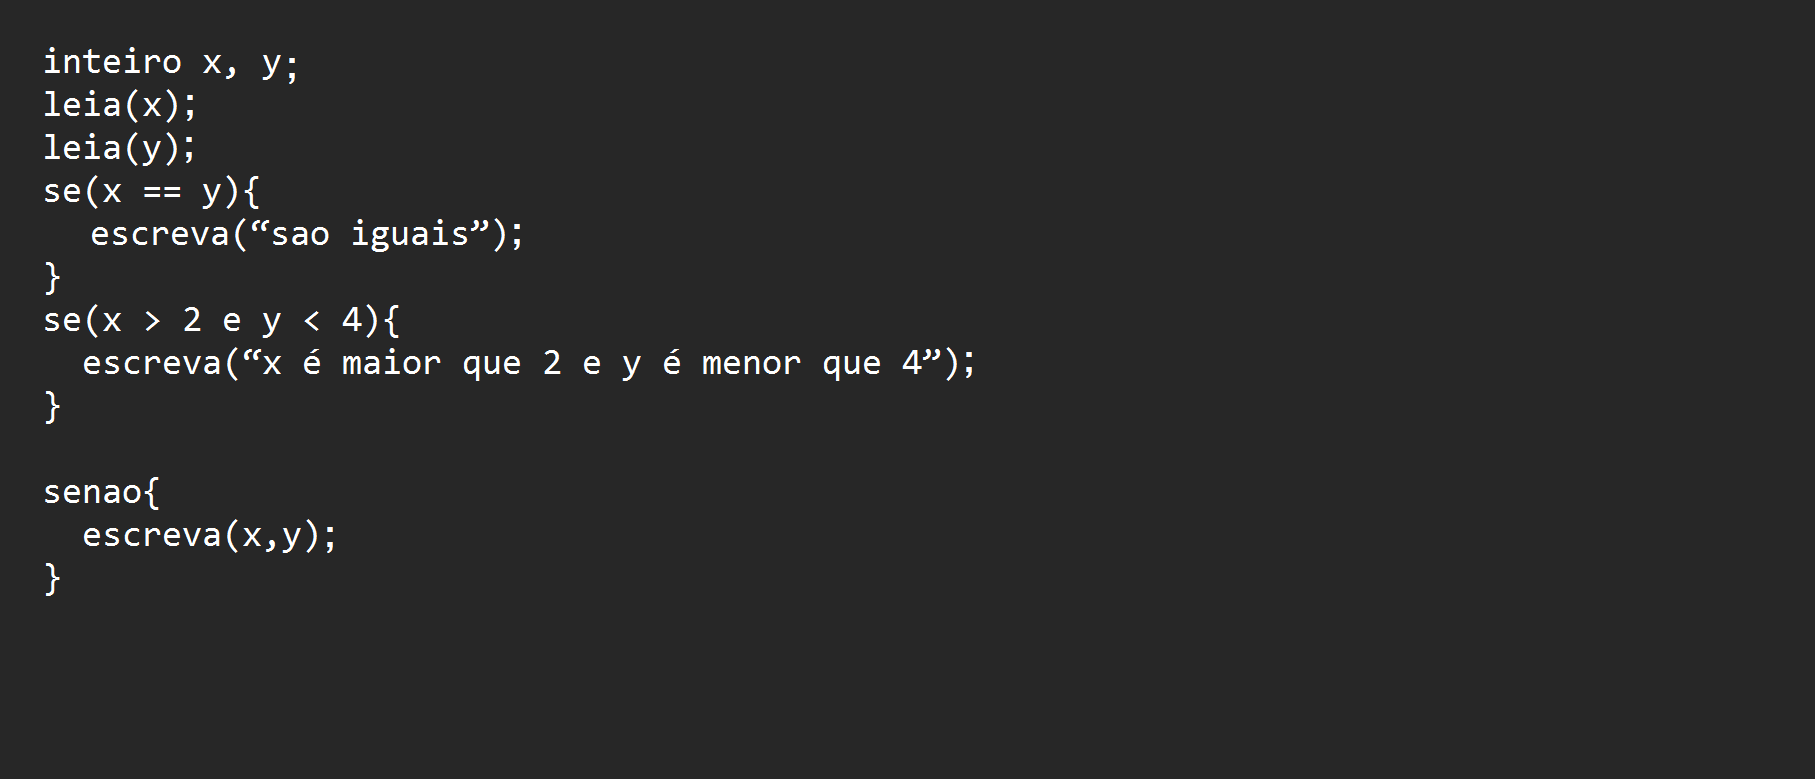 inteiro x, y;
leia(x);
leia(y);
se(x == y){
escreva(“sao iguais”);
}
se(x > 2 e y < 4){
escreva(“x é maior que 2 e y é menor que 4”);
}
senao{
escreva(x,y);
}